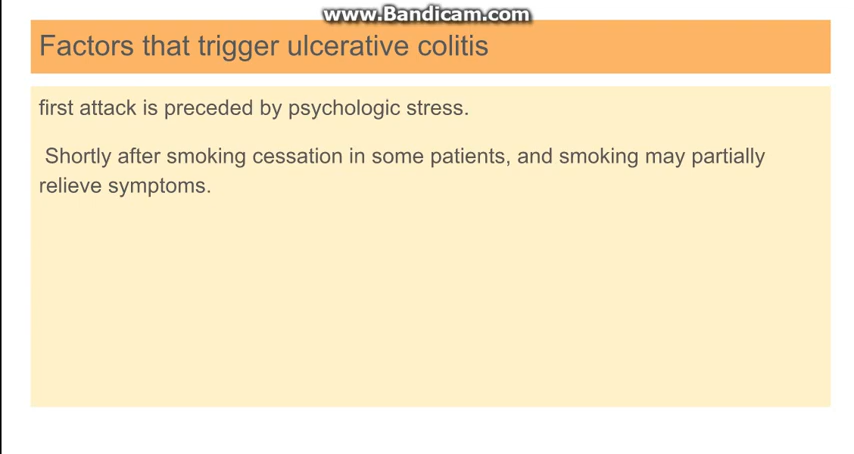 www.Bandicam.com
Factors that trigger ulcerative colitis
first attack is preceded by psychologic stress.
Shortly after smoking cessation in some patients, and smoking may partially
relieve symptoms.